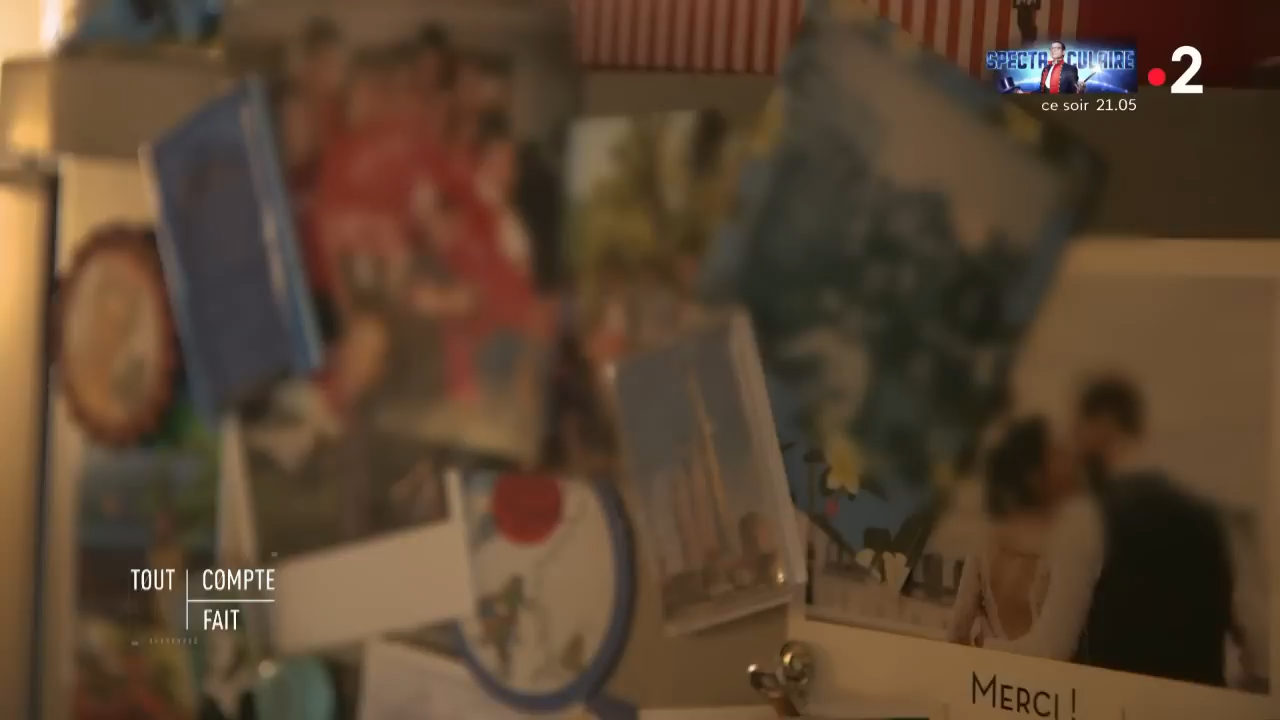 SPECTACULAIRE
2
ce soir 21.05
TOUT COMPTE
FAIT
MERCI !